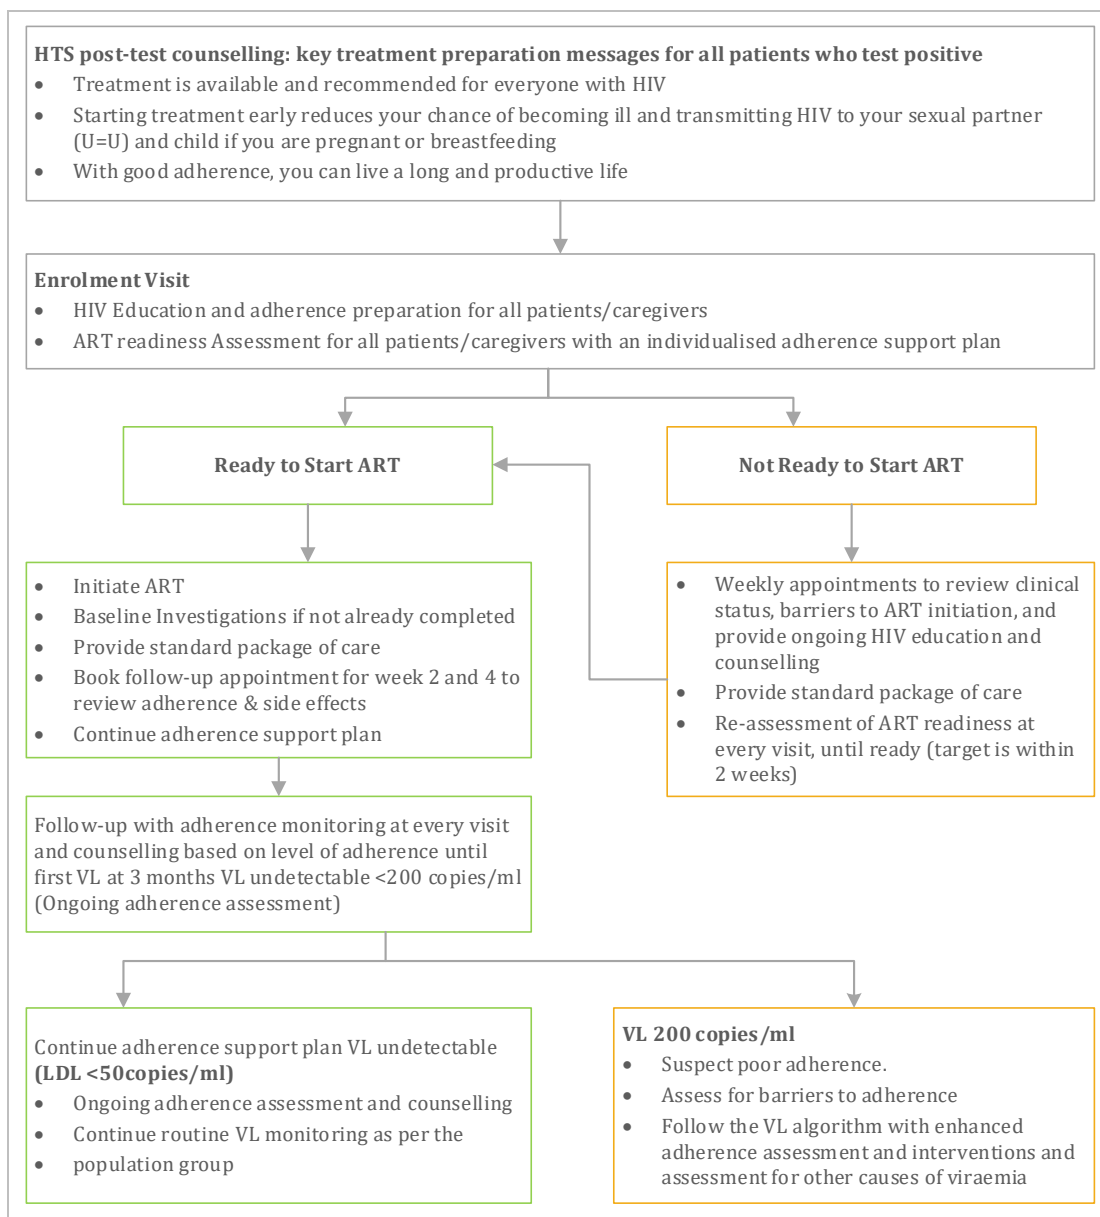 HTS post-test counselling: key treatment preparation messages for all patients who test positive
• Treatment is available and recommended for everyone with HIV
• Starting treatment early reduces your chance of becoming ill and transmitting HIV to your sexual partner
(U=U) and child if you are pregnant or breastfeeding
• With good adherence, you can live a long and productive life
Enrolment Visit
• HIV Education and adherence preparation for all patients/caregivers
• ART readiness Assessment for all patients/caregivers with an individualised adherence support plan
Ready to Start ART
Not Ready to Start ART
• Initiate ART
• Baseline Investigations if not already completed
• Provide standard package of care
• Book follow-up appointment for week 2 and 4 to
review adherence & side effects
• Continue adherence support plan
• Weekly appointments to review clinical
status, barriers to ART initiation, and
provide ongoing HIV education and
counselling
• Provide standard package of care
• Re-assessment of ART readiness at
every visit, until ready (target is within
2 weeks)
Follow-up with adherence monitoring at every visit
and counselling based on level of adherence until
first VL at 3 months VL undetectable <200 copies/ml
(Ongoing adherence assessment)
Continue adherence support plan VL undetectable
(LDL <50copies/ml)
• Ongoing adherence assessment and counselling
• Continue routine VL monitoring as per the
• population group
VL 200 copies/ml
• Suspect poor adherence.
• Assess for barriers to adherence
• Follow the VL algorithm with enhanced
adherence assessment and interventions and
assessment for other causes of viraemia